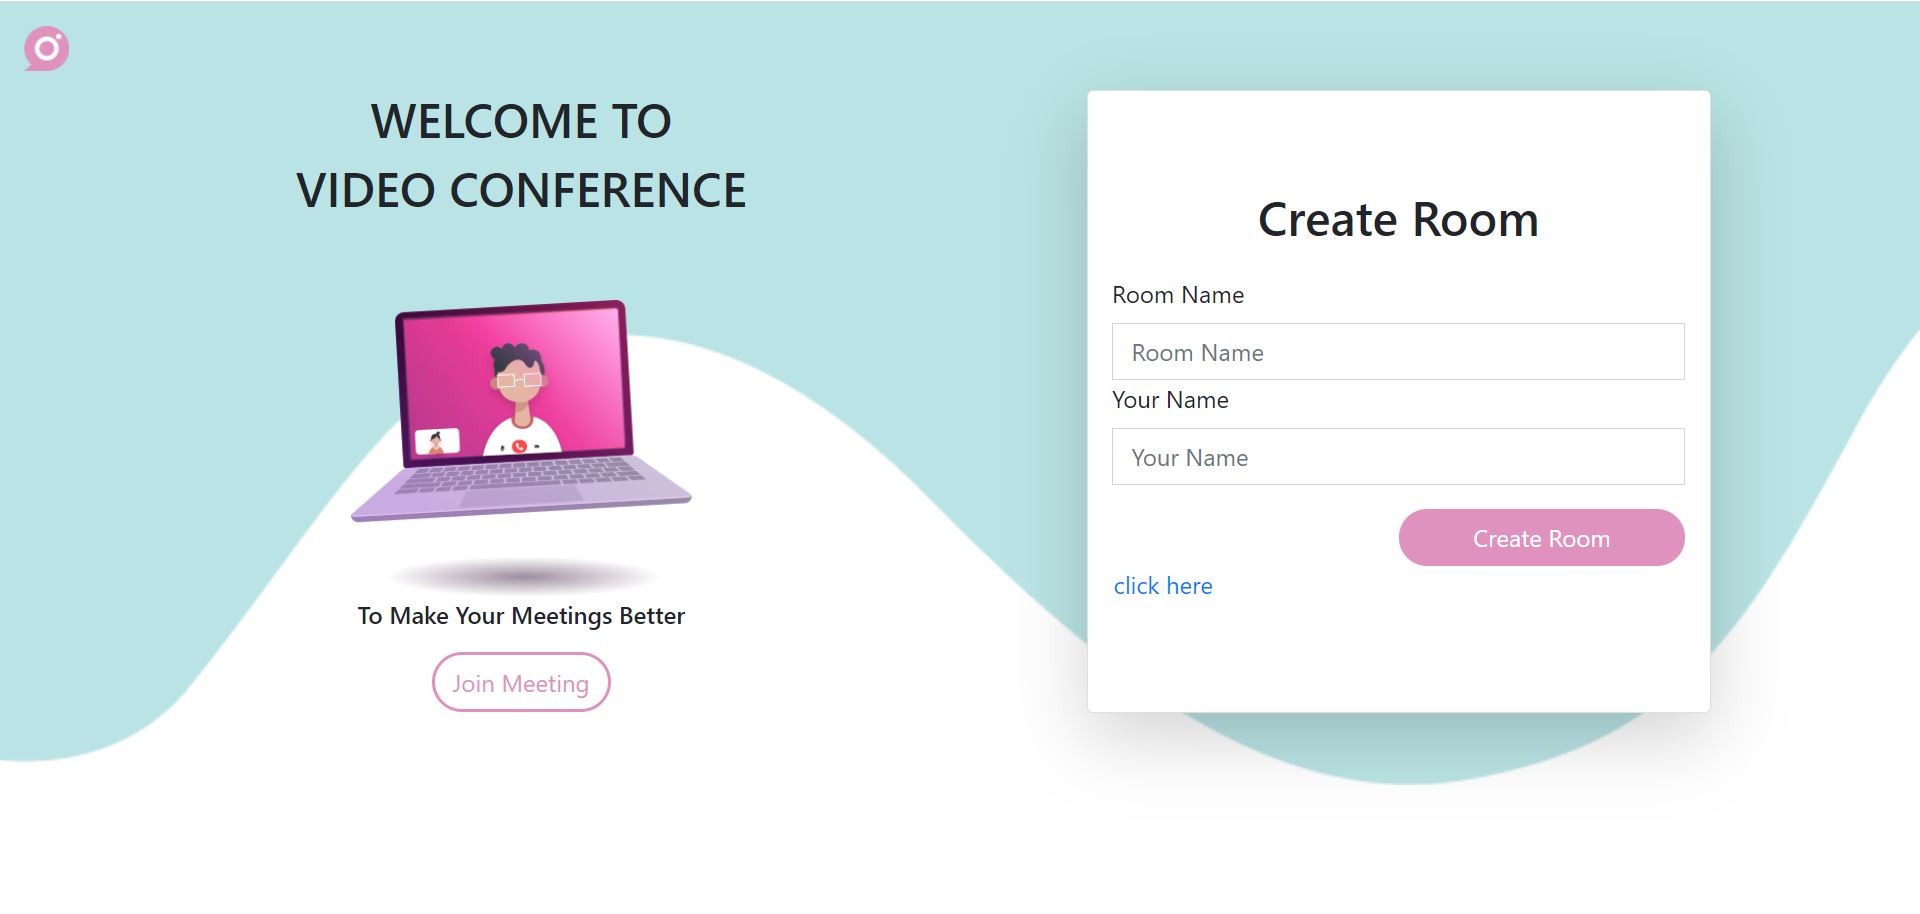 WELCOME TO
VIDEO CONFERENCE
To Make Your Meetings Better
Join Meeting
Create Room
Room Name
Room Name
Your Name
Your Name
Create Room
click here